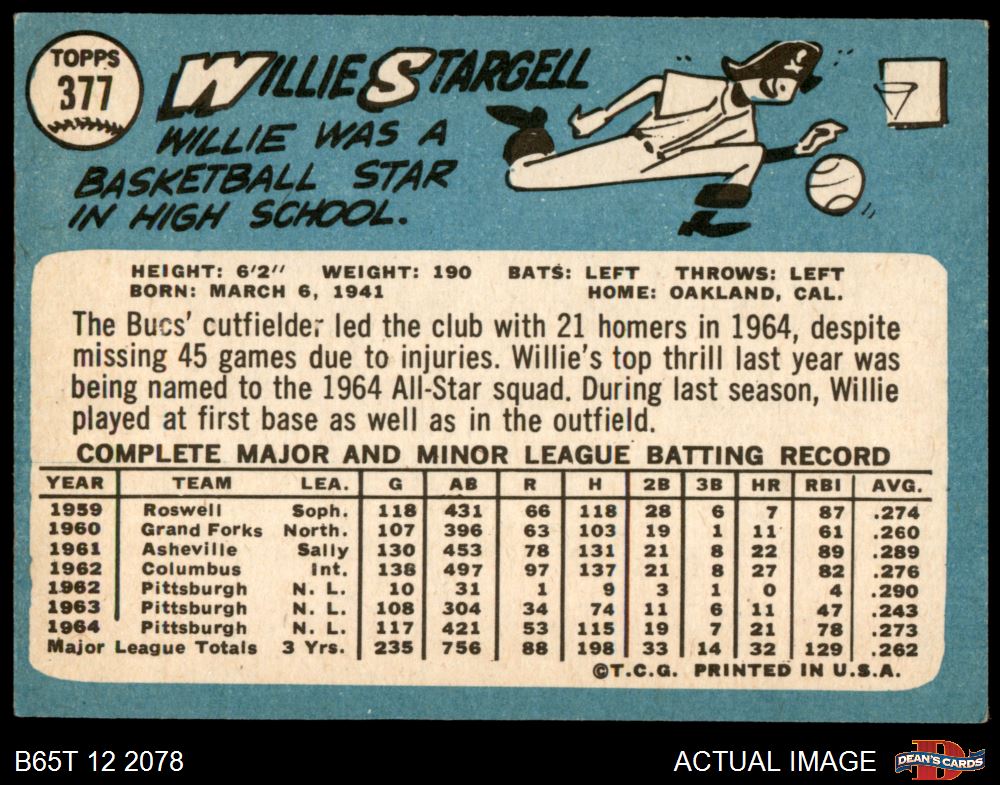 TOPPS
377
WILLIE STARGELL
WILLIE WAS A
BASKETBALL STAR
IN HIGH SCHOOL.
HEIGHT: 6'2" WEIGHT: 190 BATS: LEFT THROWS: LEFT
BORN: MARCH 6, 1941 HOME: OAKLAND, CAL.
The Bucs' cutfielder led the club with 21 homers in 1964, despite
missing 45 games due to injuries. Willie's top thrill last year was
being named to the 1964 All-Star squad. During last season, Willie
played at first base as well as in the outfield.
COMPLETE MAJOR AND MINOR LEAGUE BATTING RECORD
YEAR TEAM LEA. G AB R H 2B 3B HR RBI AVG.
1959 Roswell Soph. 118 431 66 118 28 6 7 87 .274
1960 Grand Forks North. 107 396 63 103 19 1 11 61 .260
1961 Asheville Sally 130 453 78 131 21 8 22 89 .289
1962 Columbus Int. 138 497 97 137 21 8 27 82 .276
1962 Pittsburgh N. L. 10 31 1 9 3 1 0 4 .290
1963 Pittsburgh N. L. 108 304 34 74 11 6 11 47 .243
1964 Pittsburgh N. L. 117 421 53 115 19 7 21 78 .273
Major League Totals 3 Yrs. 235 756 88 198 33 14 32 129 .262
©T.C.G. PRINTED IN U.S.A.
B65T 12 2078 ACTUAL IMAGE
DEAN'S CARDS